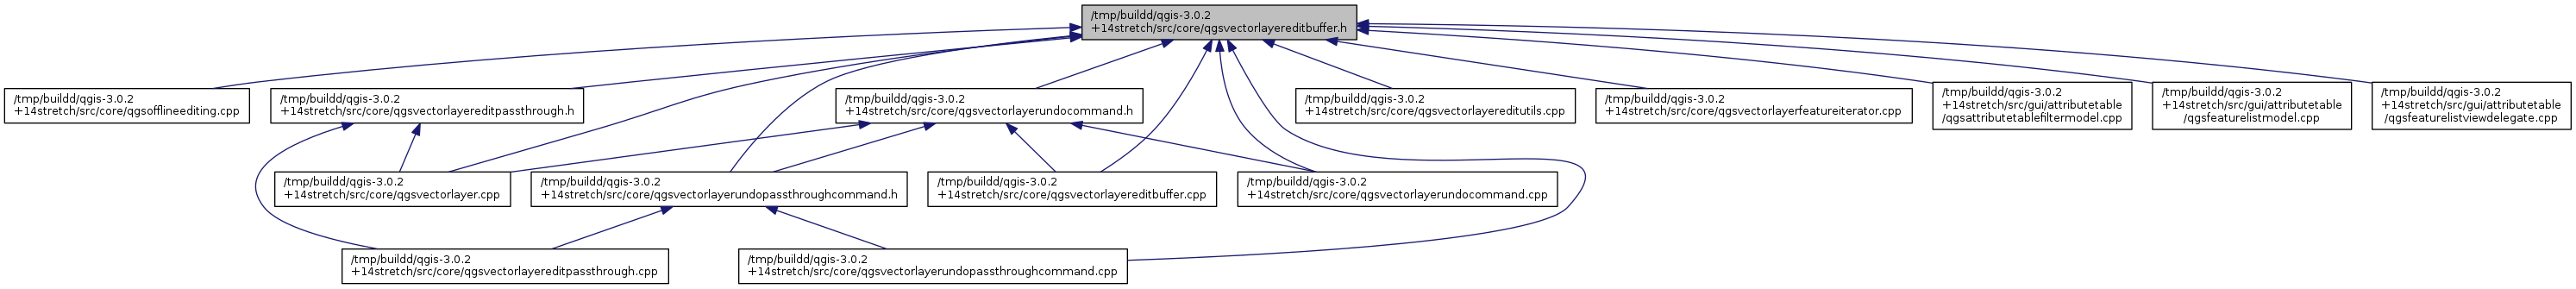 /tmp/buildd/qgis-3.0.2
+14stretch/src/core/qgsvectorlayereditbuffer.h
/tmp/buildd/qgis-3.0.2
+14stretch/src/core/qgsofflineediting.cpp
/tmp/buildd/qgis-3.0.2
+14stretch/src/core/qgsvectorlayereditpassthrough.h
/tmp/buildd/qgis-3.0.2
+14stretch/src/core/qgsvectorlayerundocommand.h
/tmp/buildd/qgis-3.0.2
+14stretch/src/core/qgsvectorlayereditutils.cpp
/tmp/buildd/qgis-3.0.2
+14stretch/src/core/qgsvectorlayerfeatureiterator.cpp
/tmp/buildd/qgis-3.0.2
+14stretch/src/gui/attributetable
/qgsattributetablefiltermodel.cpp
/tmp/buildd/qgis-3.0.2
+14stretch/src/gui/attributetable
/qgsfeaturelistmodel.cpp
/tmp/buildd/qgis-3.0.2
+14stretch/src/gui/attributetable
/qgsfeaturelistviewdelegate.cpp
/tmp/buildd/qgis-3.0.2
+14stretch/src/core/qgsvectorlayer.cpp
/tmp/buildd/qgis-3.0.2
+14stretch/src/core/qgsvectorlayerundopassthroughcommand.h
/tmp/buildd/qgis-3.0.2
+14stretch/src/core/qgsvectorlayereditbuffer.cpp
/tmp/buildd/qgis-3.0.2
+14stretch/src/core/qgsvectorlayerundocommand.cpp
/tmp/buildd/qgis-3.0.2
+14stretch/src/core/qgsvectorlayereditpassthrough.cpp
/tmp/buildd/qgis-3.0.2
+14stretch/src/core/qgsvectorlayerundopassthroughcommand.cpp